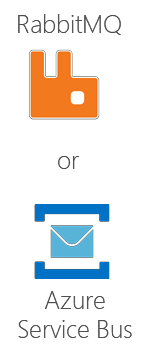 RabbitMQ
or
Azure
Service Bus